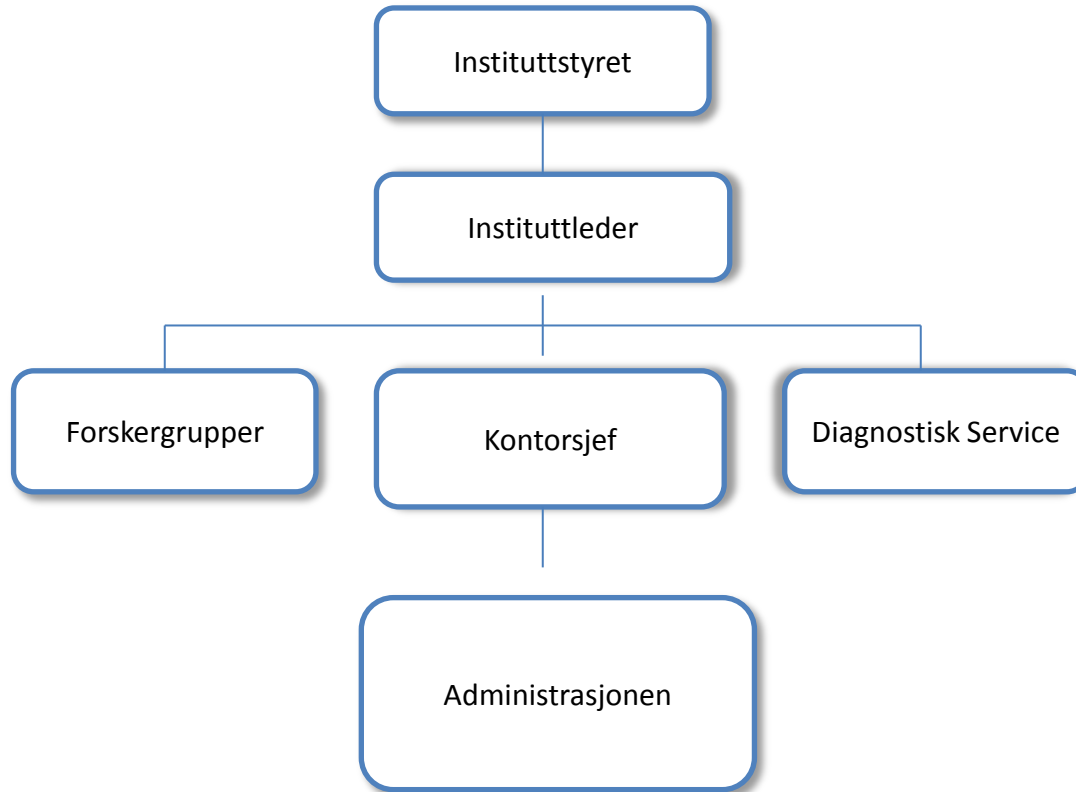 Instituttstyret
Instituttleder
Forskergrupper
Kontorsjef
Diagnostisk Service
Administrasjonen